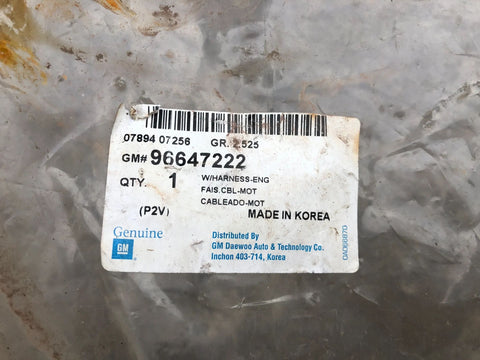 07894 07256 GR. 2.525
GM# 96647222
QTY. 1
W/HARNESS-ENG
FAIS.CBL-MOT
CABLEADO-MOT
(P2V) MADE IN KOREA
Genuine
GM
Distributed By
GM Daewoo Auto & Technology Co.
Inchon 403-714, Korea